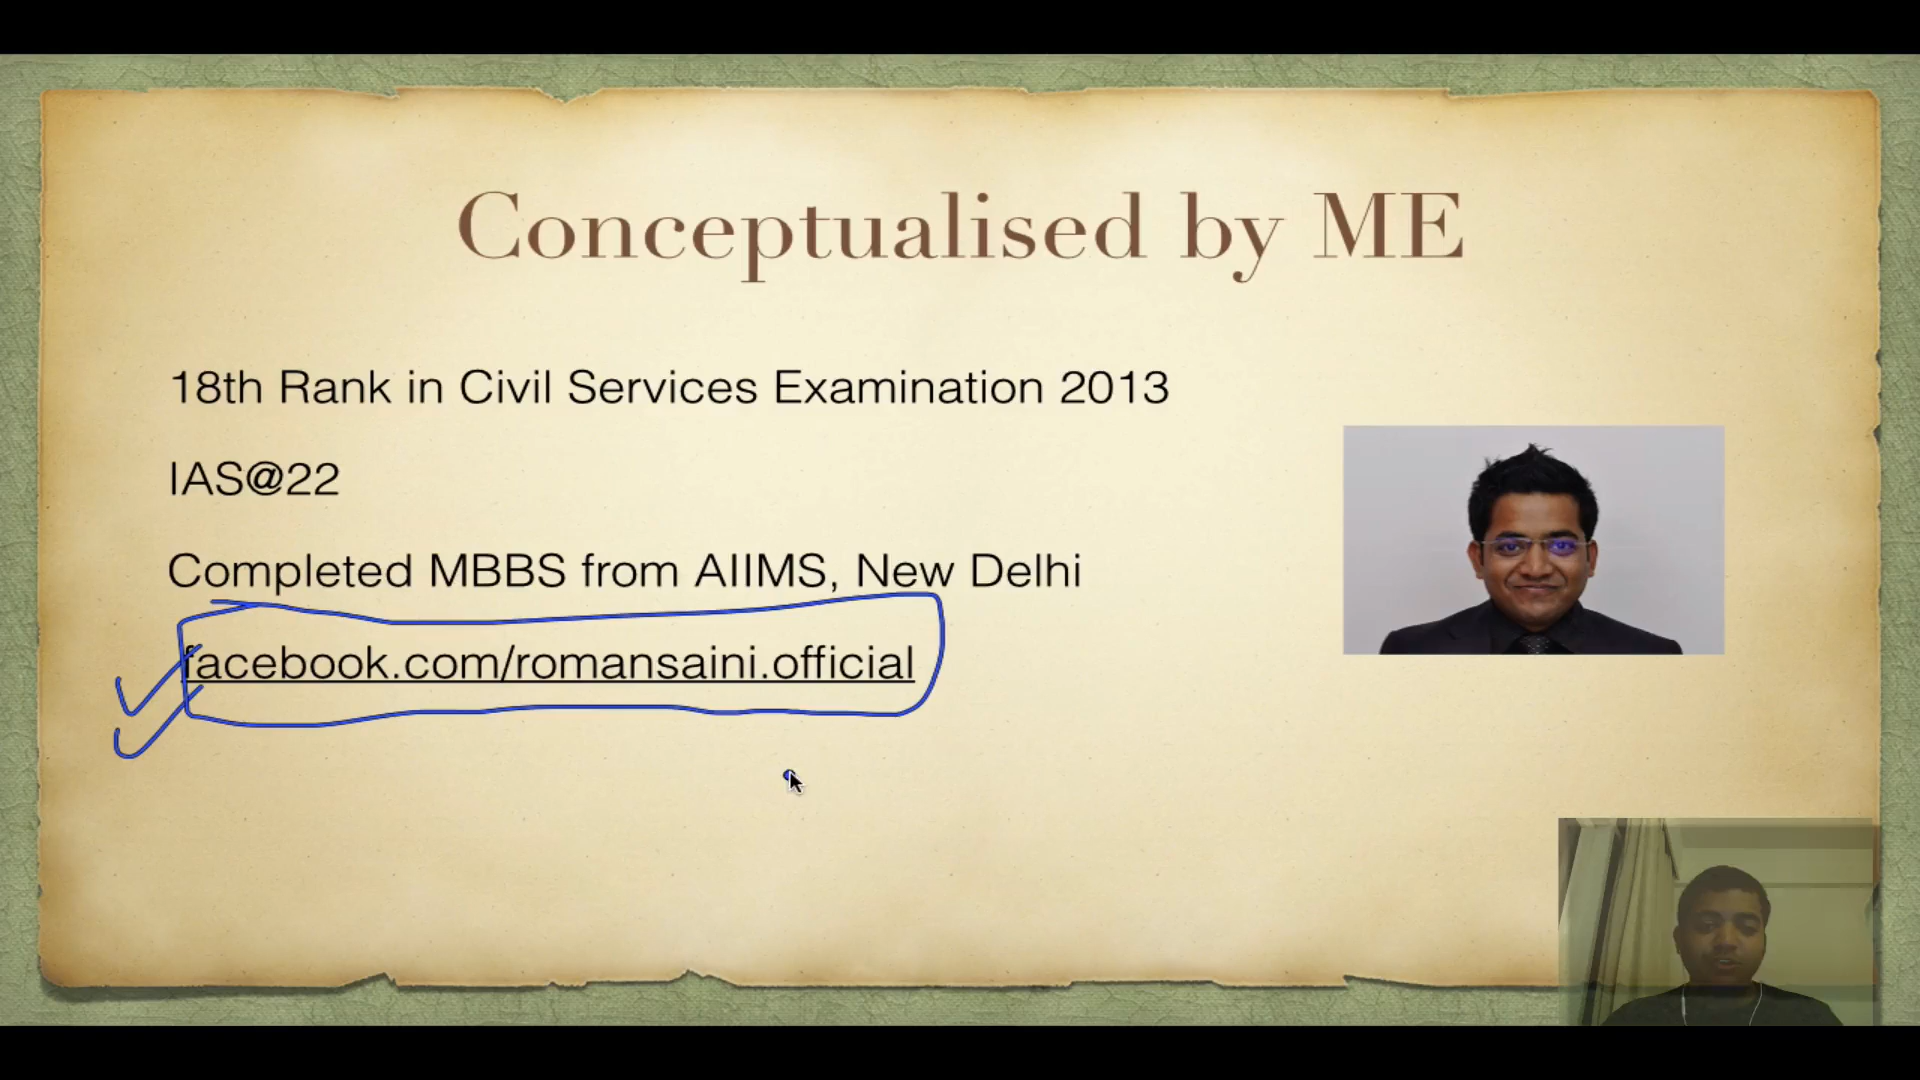 Conceptualised by ME
18th Rank in Civil Services Examination 2013
IAS@22
Completed MBBS from AIIMS, New Delhi
facebook.com/romansaini.official